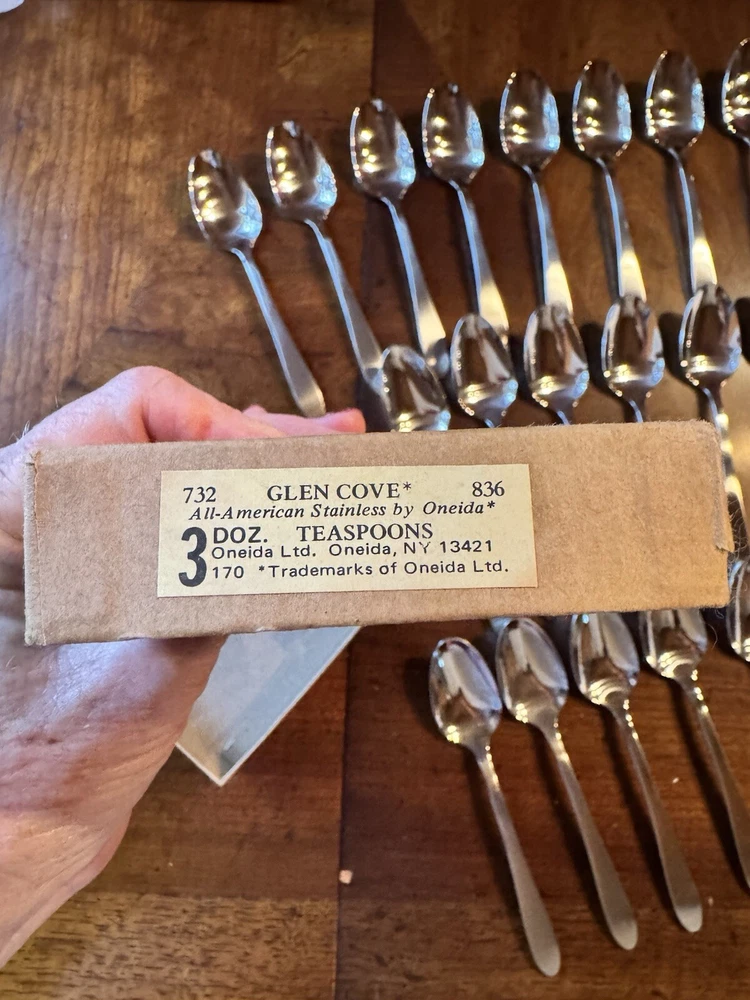 732 GLEN COVE* 836
All-American Stainless by Oneida*
3 DOZ. TEASPOONS
Oneida Ltd. Oneida, NY 13421
170 *Trademarks of Oneida Ltd.